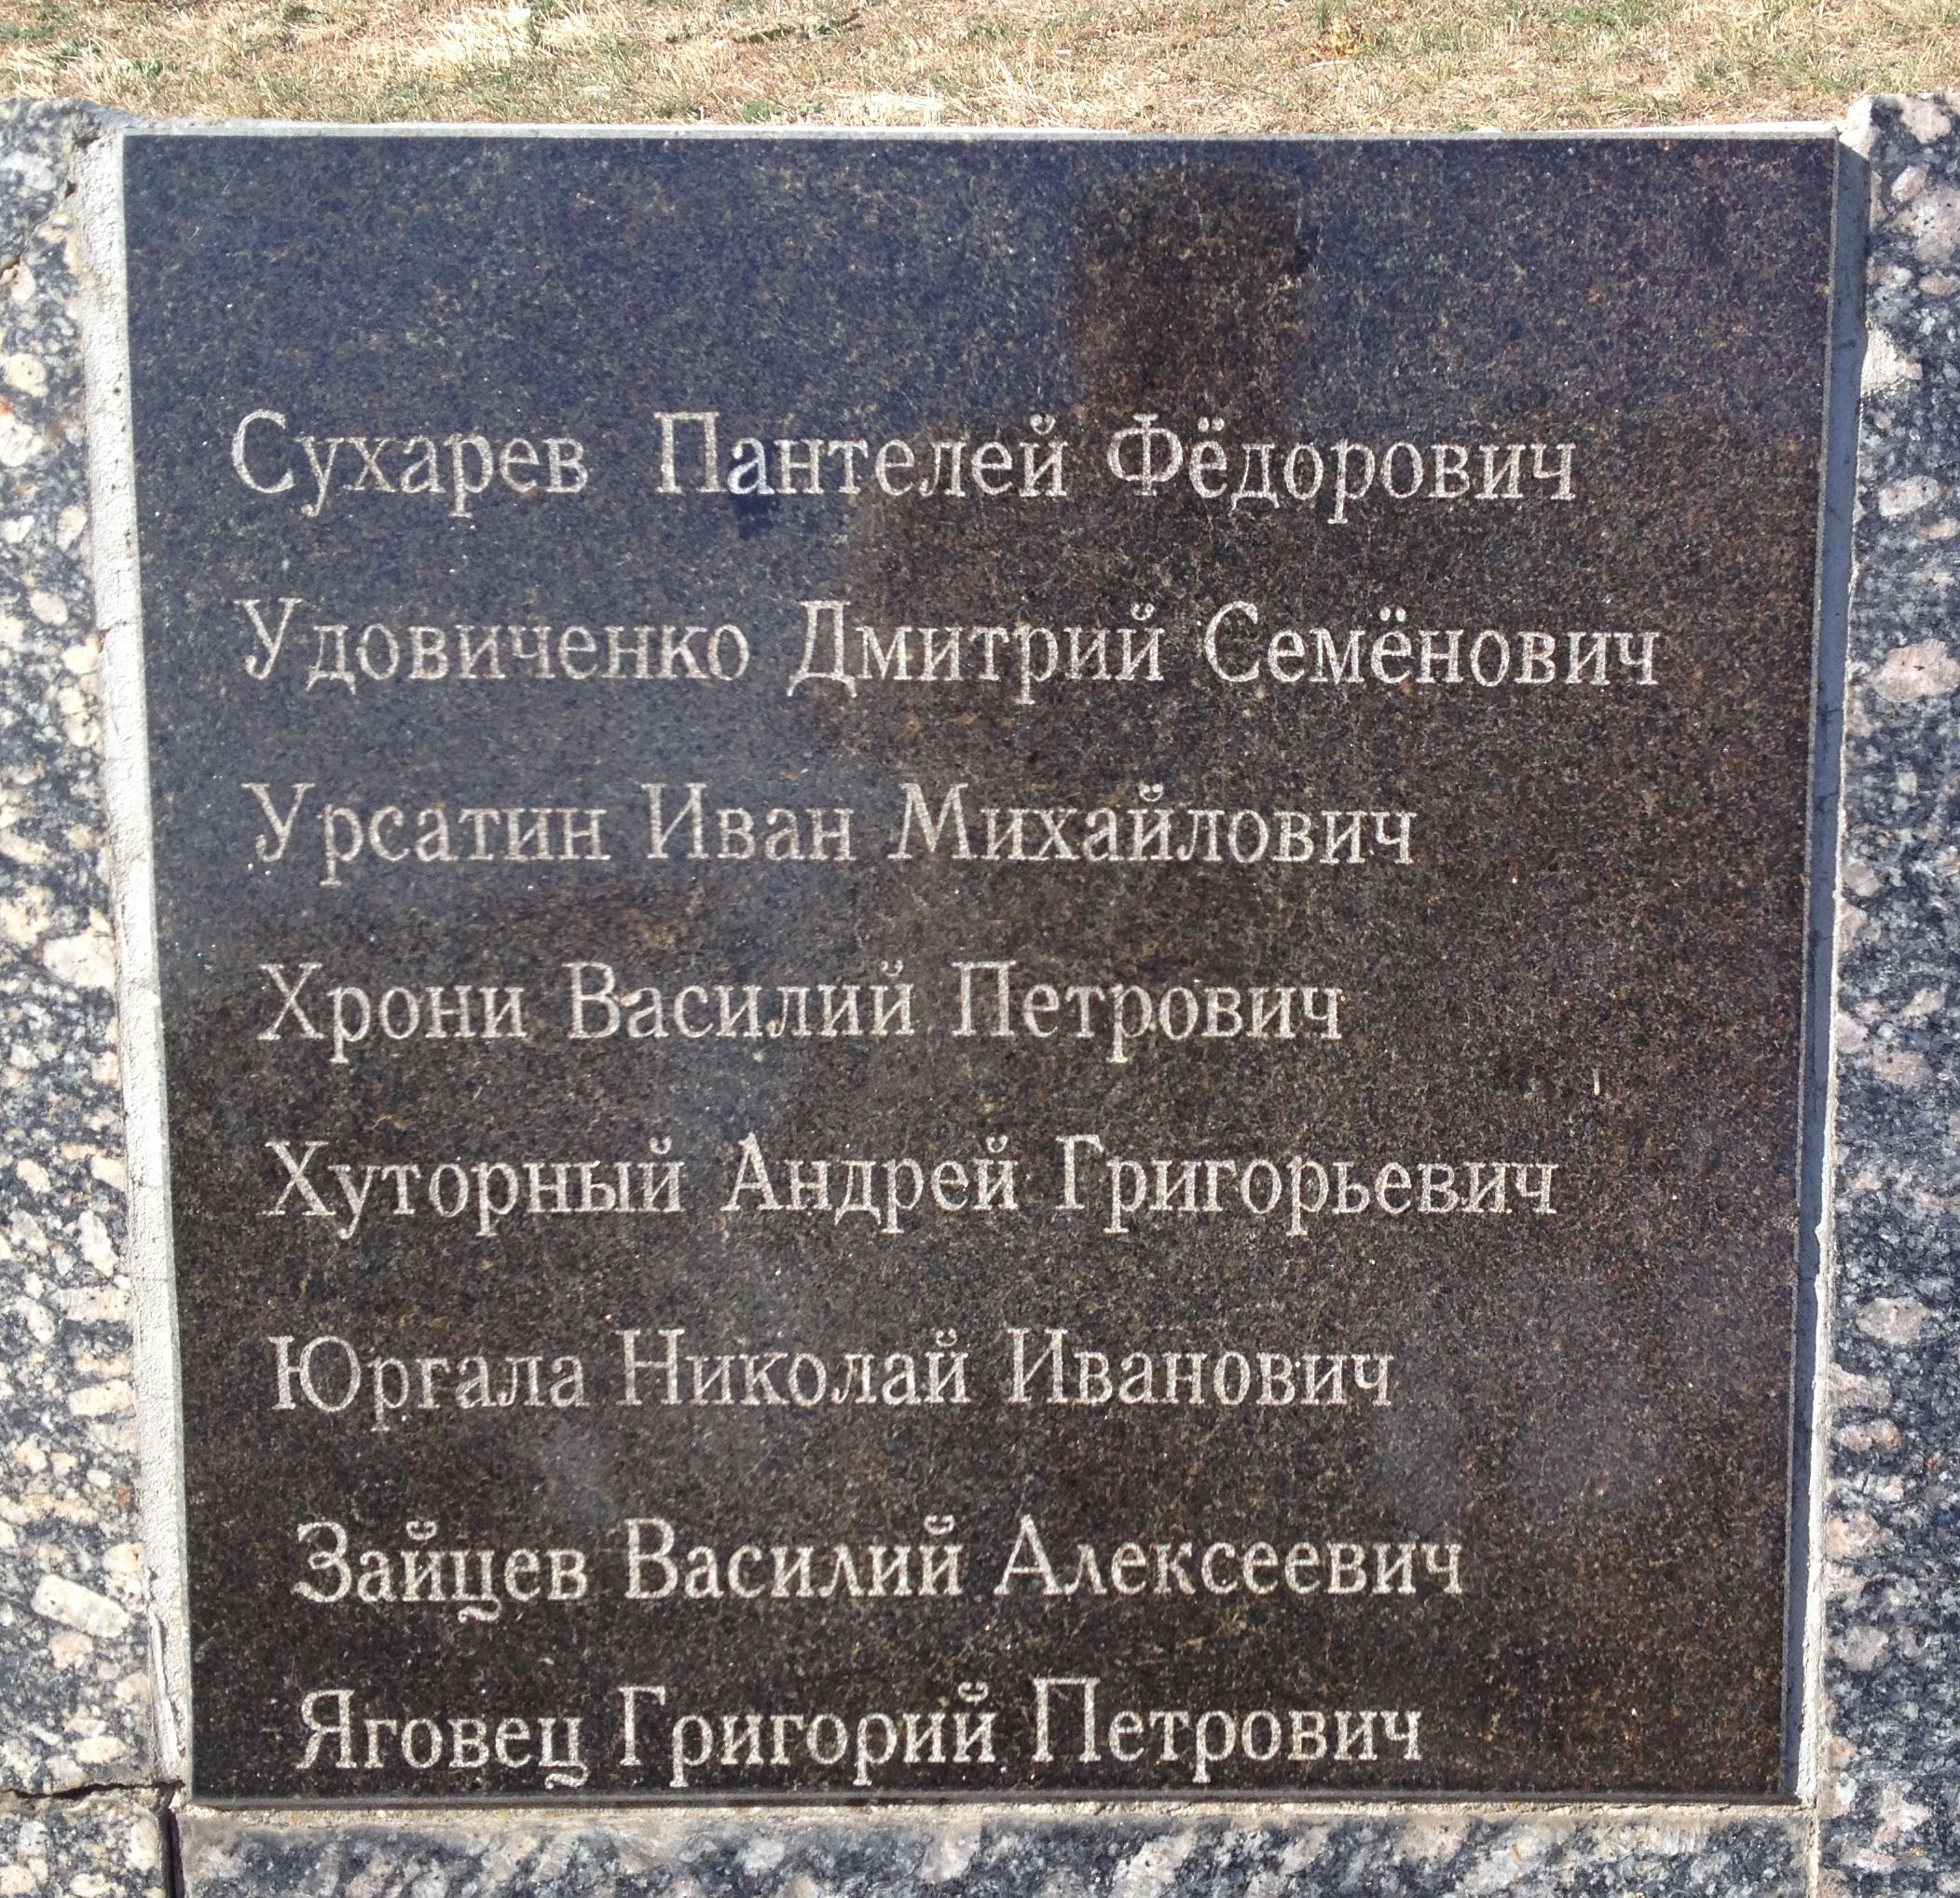 Сухарев Пантелей Фёдорович
Удовиченко Дмитрий Семёнович
Урсатин Иван Михайлович
Хрони Василий Петрович
Хуторный Андрей Григорьевич
Юргала Николай Иванович
Зайцев Василий Алексеевич
Яговец Григорий Петрович